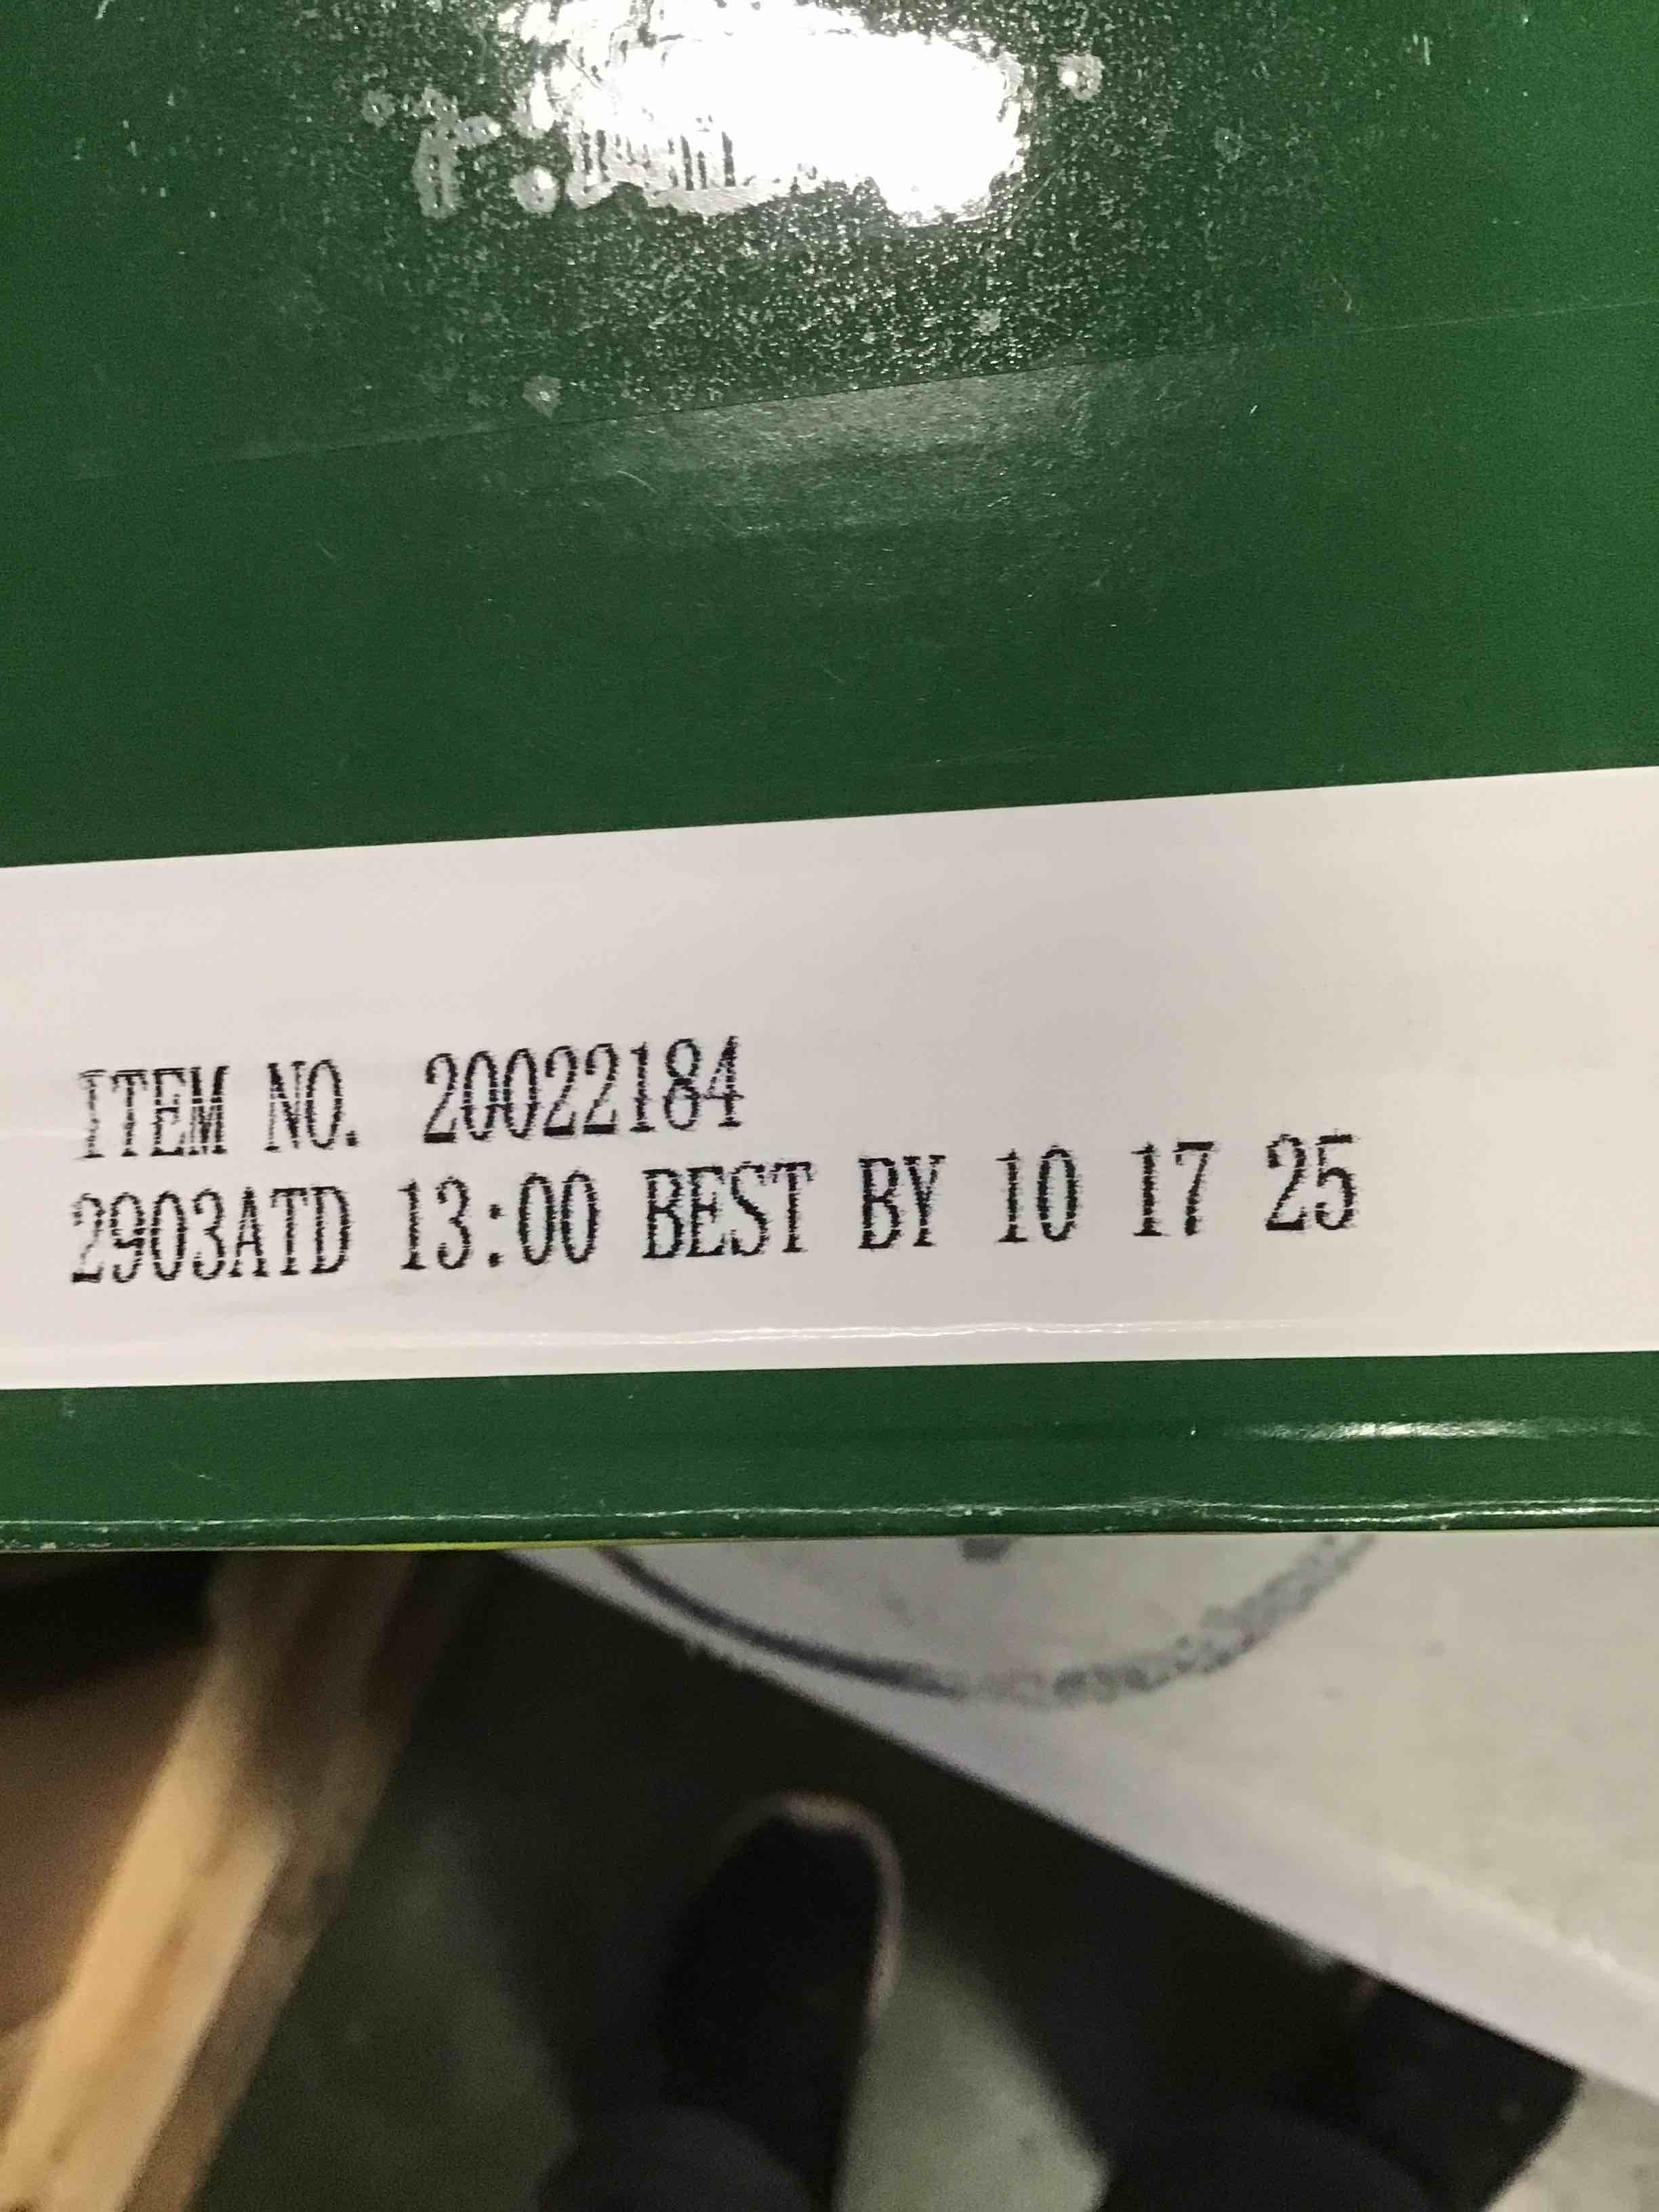 ITEM NO. 20022184
2903ATD 13:00 BEST BY 10 17 25